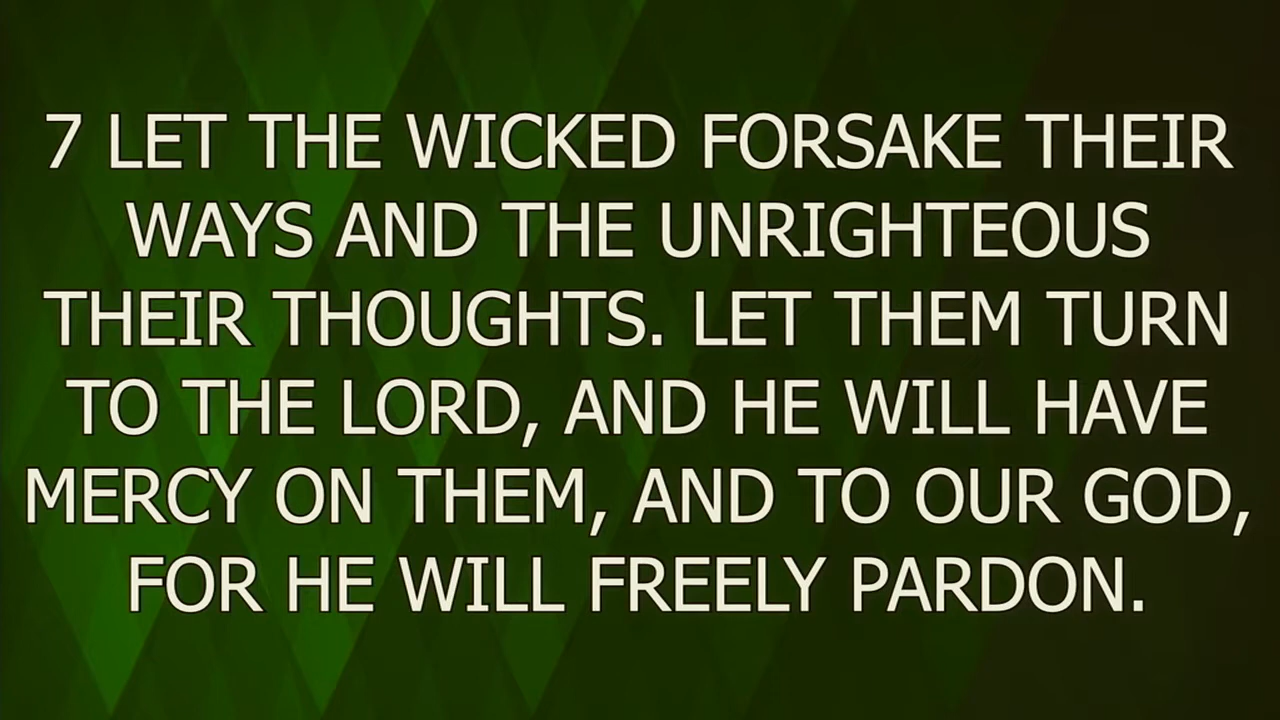 7 LET THE WICKED FORSAKE THEIR
WAYS AND THE UNRIGHTEOUS
THEIR THOUGHTS. LET THEM TURN
TO THE LORD, AND HE WILL HAVE
MERCY ON THEM, AND TO OUR GOD,
FOR HE WILL FREELY PARDON.